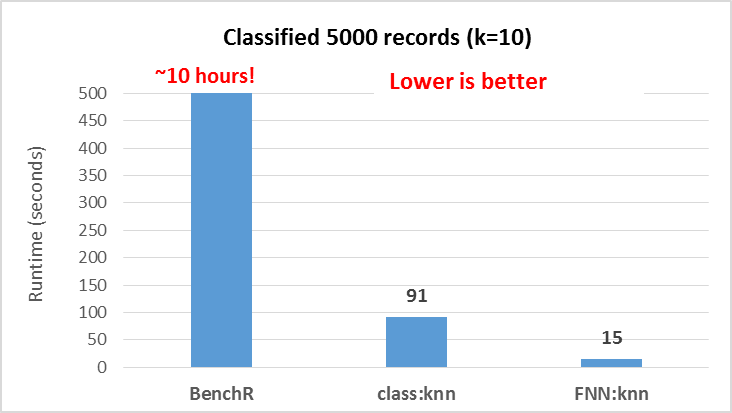 Classified 5000 records (k=10)
~10 hours!
Lower is better
Runtime (seconds)
500
450
400
350
300
250
200
150
100
50
0
91
15
BenchR
class:knn
FNN:knn